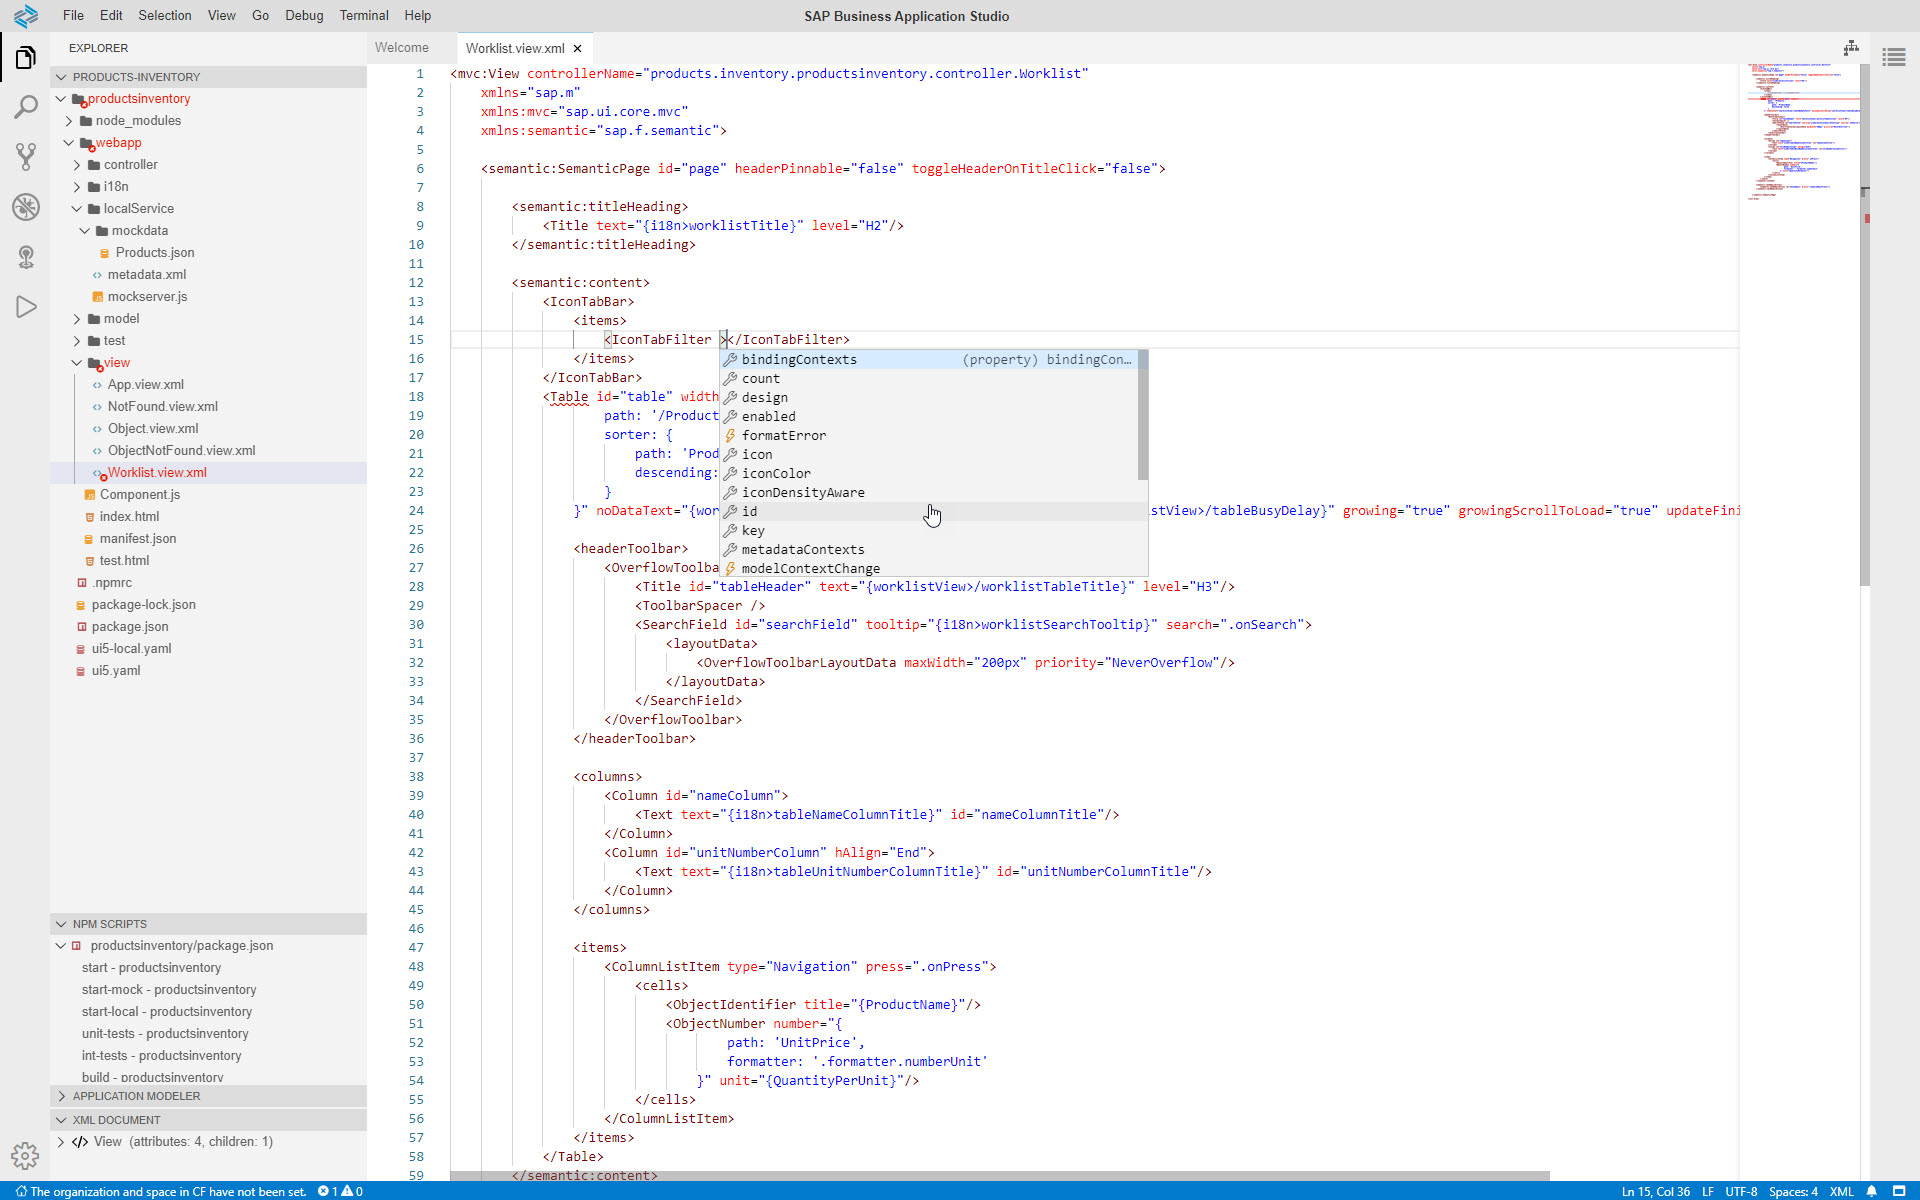 File Edit Selection View Go Debug Terminal Help
SAP Business Application Studio
EXPLORER
PRODUCTS-INVENTORY
productsinventory
node_modules
webapp
controller
i18n
localService
mockdata
Products.json
metadata.xml
mockserver.js
model
test
view
App.view.xml
NotFound.view.xml
Object.view.xml
ObjectNotFound.view.xml
Worklist.view.xml
Component.js
index.html
manifest.json
test.html
.npmrc
package-lock.json
package.json
ui5-local.yaml
ui5.yaml
NPM SCRIPTS
productsinventory/package.json
start - productsinventory
start-mock - productsinventory
start-local - productsinventory
unit-tests - productsinventory
int-tests - productsinventory
build - productsinventory
APPLICATION MODELER
XML DOCUMENT
View (attributes: 4, children: 1)
Welcome Worklist.view.xml
1 <mvc:View controllerName="products.inventory.productsinventory.controller.Worklist"
2 xmlns="sap.m"
3 xmlns:mvc="sap.ui.core.mvc"
4 xmlns:semantic="sap.f.semantic">
5
6 <semantic:SemanticPage id="page" headerPinnable="false" toggleHeaderOnTitleClick="false">
7
8 <semantic:titleHeading>
9 <Title text="{i18n>worklistTitle}" level="H2"/>
10 </semantic:titleHeading>
11
12 <semantic:content>
13 <IconTabBar>
14 <items>
15 <IconTabFilter ></IconTabFilter>
16 </items>
17 </IconTabBar>
18 <Table id="table" width
19 path: '/Product
20 sorter: {
21 path: 'Prod
22 descending:
23 }
24 }" noDataText="{wor stView>/tableBusyDelay}" growing="true" growingScrollToLoad="true" updateFini
25
26 <headerToolbar>
27 <OverflowToolba
28 <Title id="tableHeader" text="{worklistView>/worklistTableTitle}" level="H3"/>
29 <ToolbarSpacer />
30 <SearchField id="searchField" tooltip="{i18n>worklistSearchTooltip}" search=".onSearch">
31 <layoutData>
32 <OverflowToolbarLayoutData maxWidth="200px" priority="NeverOverflow"/>
33 </layoutData>
34 </SearchField>
35 </OverflowToolbar>
36 </headerToolbar>
37
38 <columns>
39 <Column id="nameColumn">
40 <Text text="{i18n>tableNameColumnTitle}" id="nameColumnTitle"/>
41 </Column>
42 <Column id="unitNumberColumn" hAlign="End">
43 <Text text="{i18n>tableUnitNumberColumnTitle}" id="unitNumberColumnTitle"/>
44 </Column>
45 </columns>
46
47 <items>
48 <ColumnListItem type="Navigation" press=".onPress">
49 <cells>
50 <ObjectIdentifier title="{ProductName}"/>
51 <ObjectNumber number="{
52 path: 'UnitPrice',
53 formatter: '.formatter.numberUnit'
54 }" unit="{QuantityPerUnit}"/>
55 </cells>
56 </ColumnListItem>
57 </items>
58 </Table>
59 </semantic:content>
bindingContexts (property) bindingCon...
count
design
enabled
formatError
icon
iconColor
iconDensityAware
id
key
metadataContexts
modelContextChange
The organization and space in CF have not been set. 1 0
Ln 15, Col 36 LF UTF-8 Spaces: 4 XML